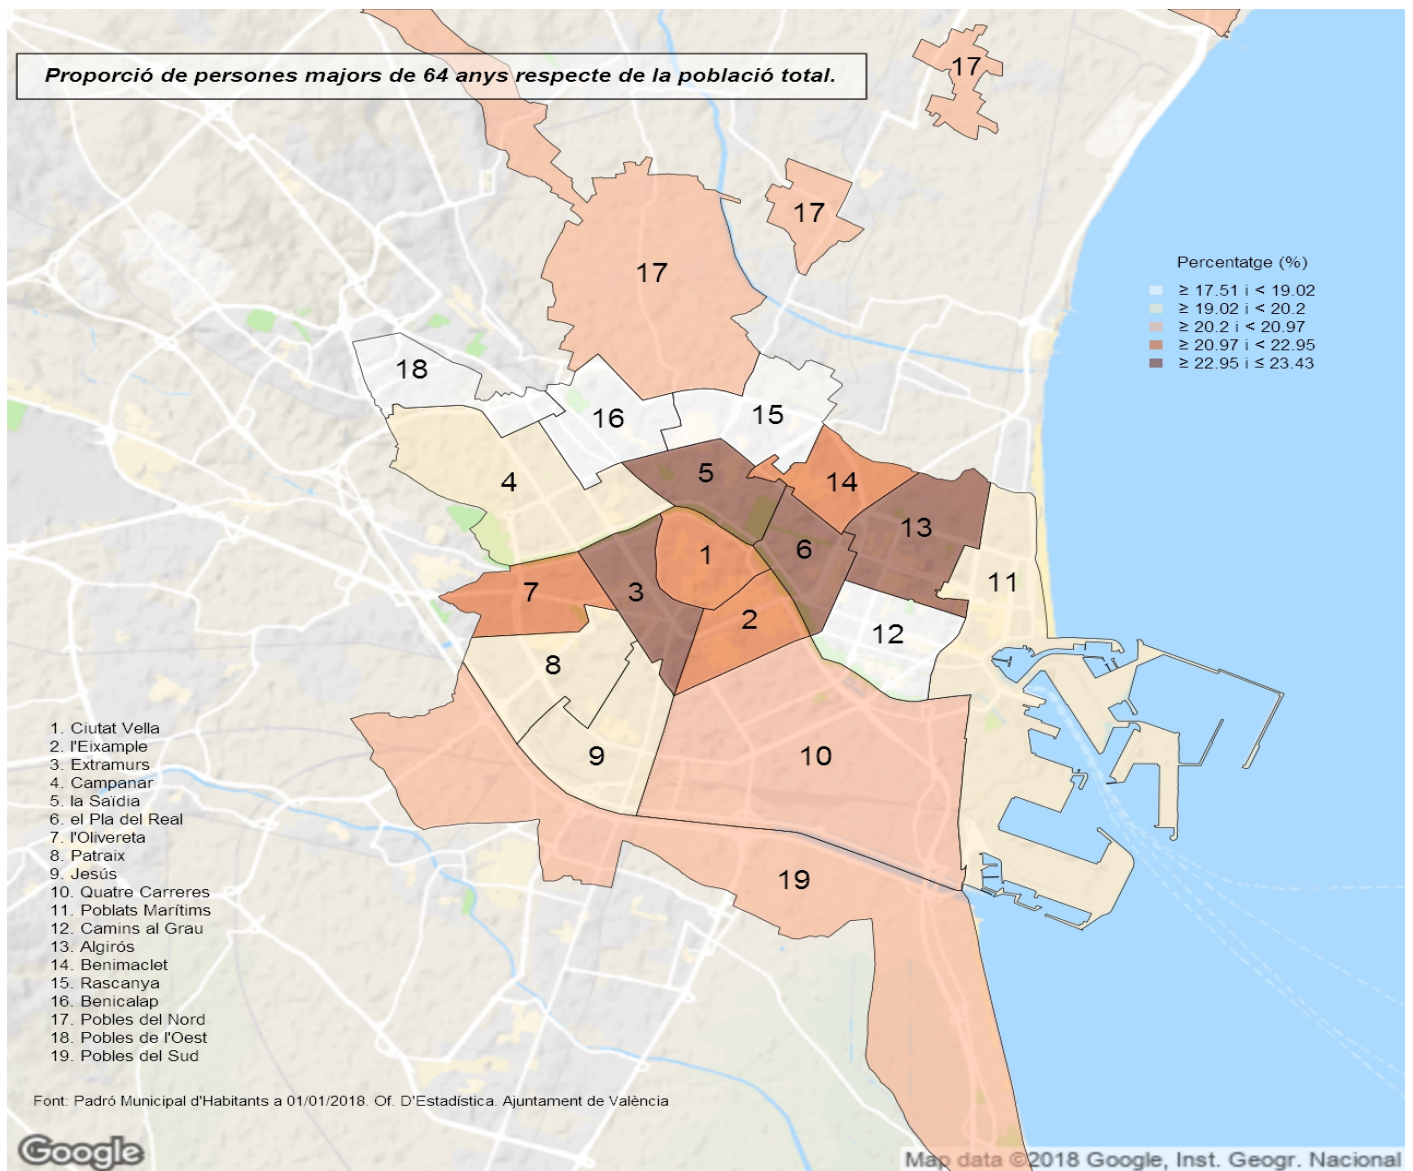 Proporció de persones majors de 64 anys respecte de la població total.
17
17
17
Percentatge (%)
≥ 17.51 i < 19.02
≥ 19.02 i < 20.2
≥ 20.2 i < 20.97
≥ 20.97 i < 22.95
≥ 22.95 i ≤ 23.43
18
16
15
5
4
14
13
6
1
11
7
3
2
12
8
9
10
19
1. Ciutat Vella
2. l'Eixample
3. Extramurs
4. Campanar
5. la Saïdia
6. el Pla del Real
7. l'Olivereta
8. Patraix
9. Jesús
10. Quatre Carreres
11. Poblats Marítims
12. Camins al Grau
13. Algirós
14. Benimaclet
15. Rascanya
16. Benicalap
17. Pobles del Nord
18. Pobles de l'Oest
19. Pobles del Sud
Font: Padró Municipal d'Habitants a 01/01/2018. Of. D'Estadística. Ajuntament de València
Google
Map data ©2018 Google, Inst. Geogr. Nacional